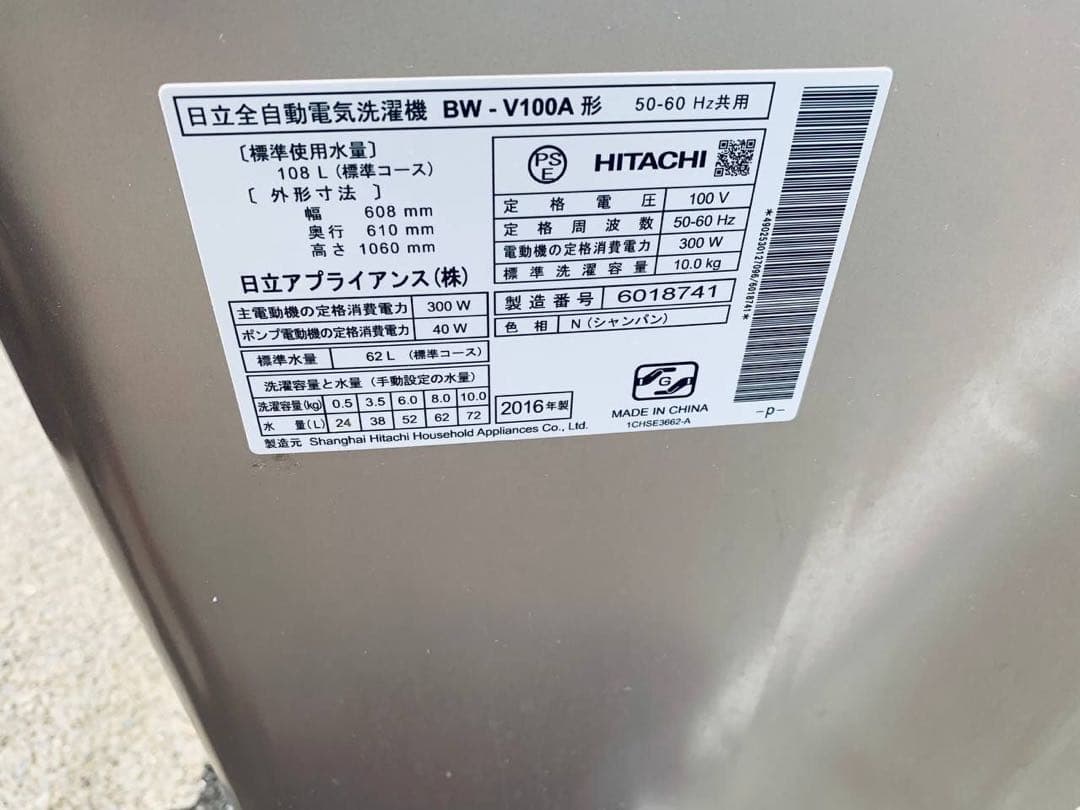 日立全自動電気洗濯機 BW - V100A 形 50-60 Hz共用
〔標準使用水量〕
108 L (標準コース)
〔 外形寸法 〕
幅 608 mm
奥行 610 mm
高さ 1060 mm
日立アプライアンス(株)
主電動機の定格消費電力 300 W
ポンプ電動機の定格消費電力 40 W
標準水量 62 L (標準コース)
洗濯容量と水量 (手動設定の水量)
洗濯容量(kg) 0.5 3.5 6.0 8.0 10.0
水 量(L) 24 38 52 62 72
製造元 Shanghai Hitachi Household Appliances Co., Ltd.
PS
E
HITACHI
定格電圧 100 V
定格周波数 50-60 Hz
電動機の定格消費電力 300 W
標準洗濯容量 10.0 kg
製造番号 6018741
色相 N (シャンパン)
2016年製
G
MADE IN CHINA
1CHSE3662-A
*4902530127096/6018741*
-p-